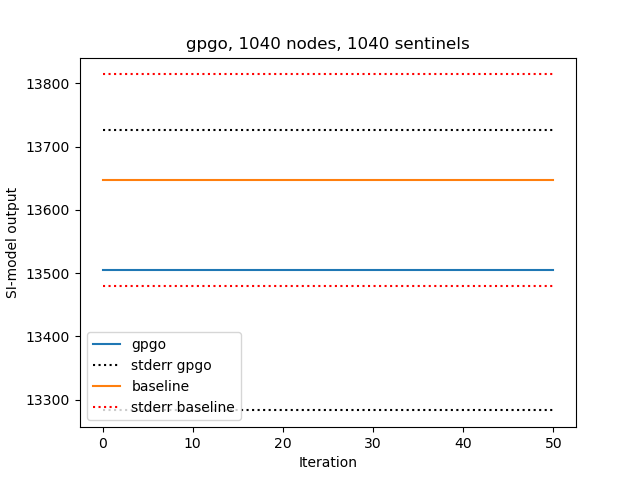 gpgo, 1040 nodes, 1040 sentinels
SI-model output
13800
13700
13600
13500
13400
13300
gpgo
stderr gpgo
baseline
stderr baseline
0 10 20 30 40 50
Iteration